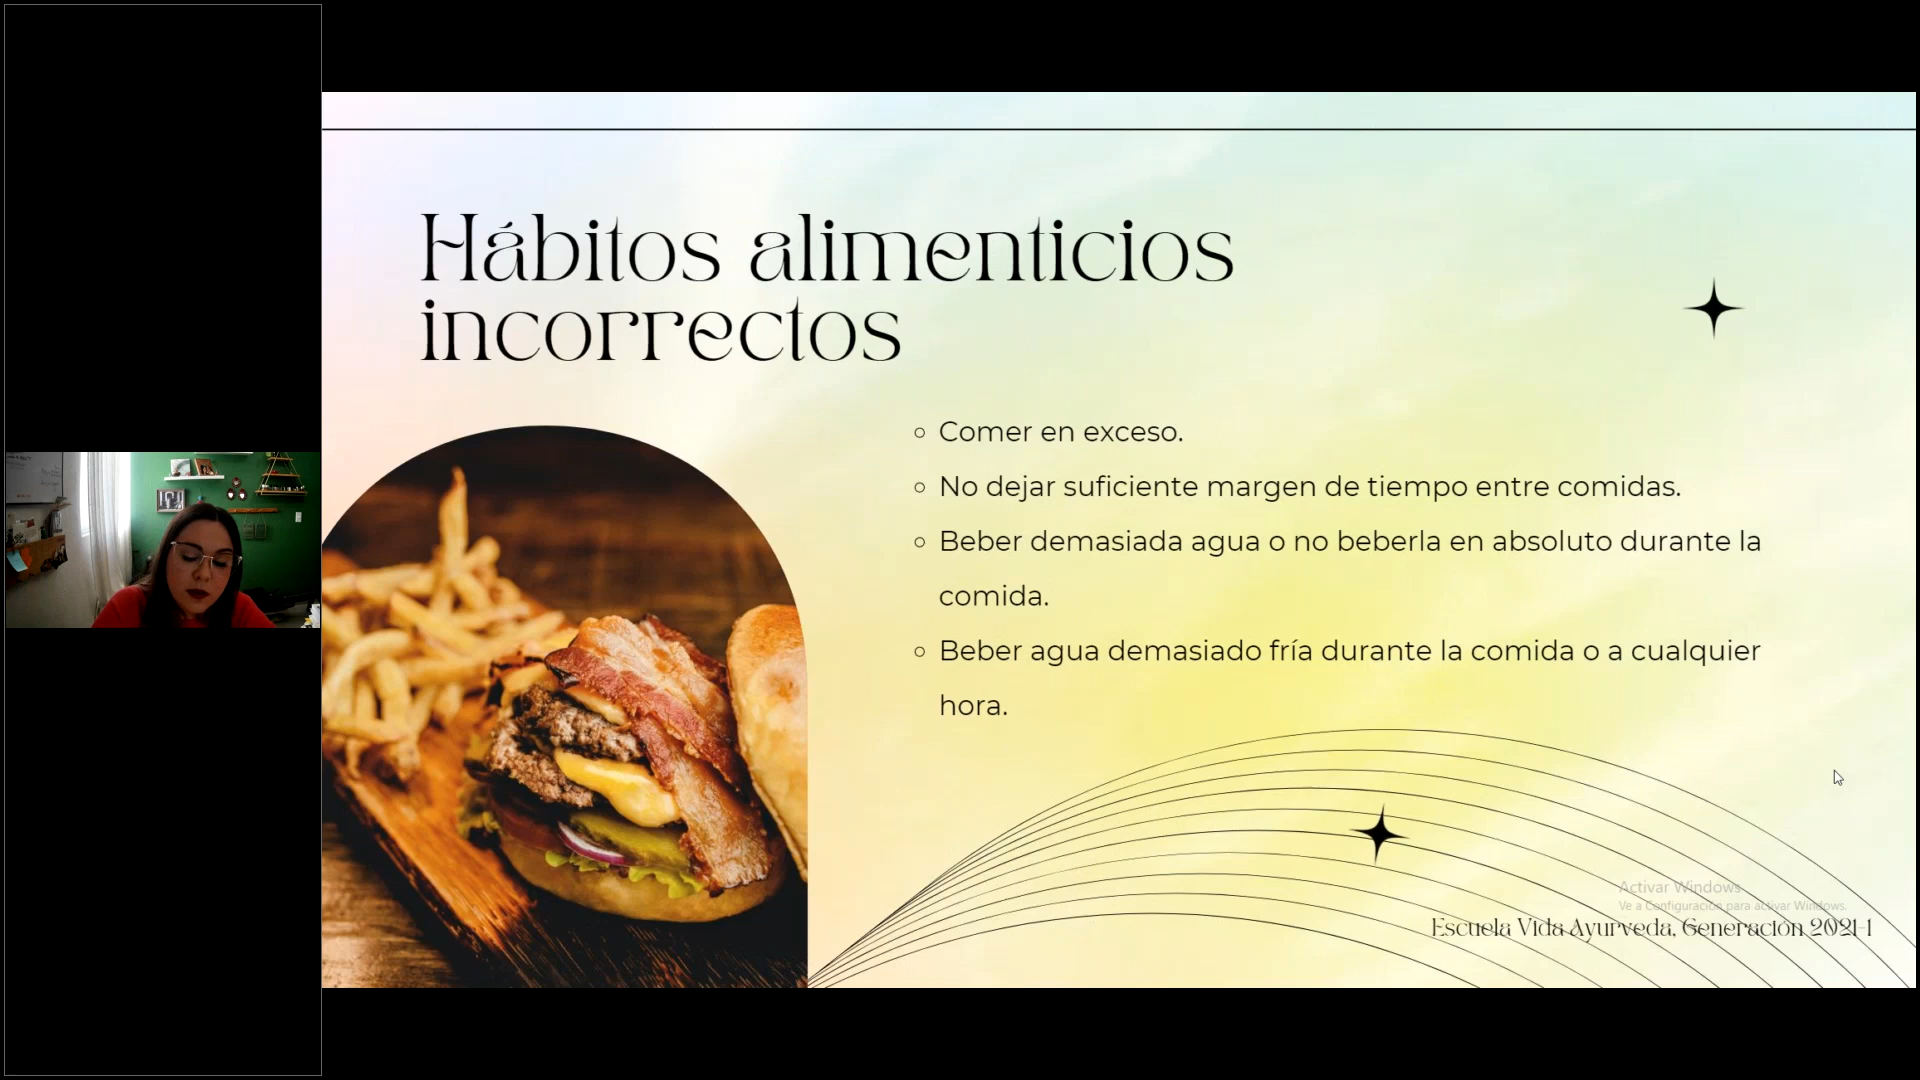 Hábitos alimenticios
incorrectos
Comer en exceso.
No dejar suficiente margen de tiempo entre comidas.
Beber demasiada agua o no beberla en absoluto durante la
comida.
Beber agua demasiado fría durante la comida o a cualquier
hora.
Activar Windows
Ve a Configuración para activar Windows.
Escuela Vida Ayurveda, Generación 2021-1